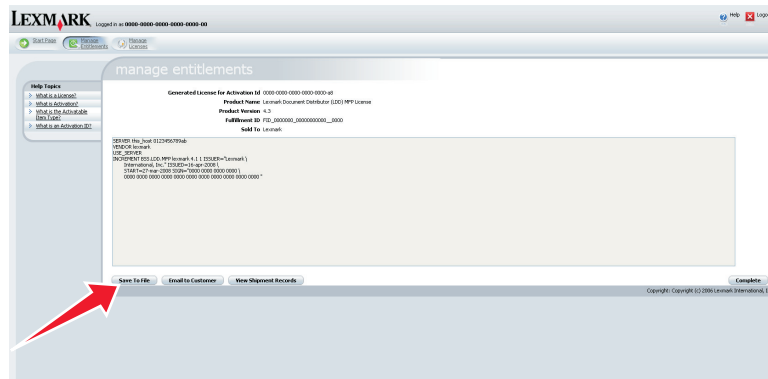 LEXMARK Logged in as 0000-0000-0000-0000-0000-00 Help Logo
Start Page Manage Entitlements Manage Licenses
manage entitlements
Help Topics
What is a License?
What is Activation?
What is the Activatable
Item Type?
What is an Activation ID?
Generated License for Activation Id 0000-0000-0000-0000-0000-a8
Product Name Lexmark Document Distributor (LDD) MFP License
Product Version 4.3
Fulfillment ID FID_0000000_00000000000__0000
Sold To Lexmark
SERVER this_host 0123456789ab
VENDOR lexmark
USE_SERVER
INCREMENT BSS.LDD.MFP lexmark 4.1 1 ISSUER="Lexmark \
International, Inc." ISSUED=16-apr-2008 \
START=27-mar-2008 SIGN="0000 0000 0000 0000 \
0000 0000 0000 0000 0000 0000 0000 0000 0000 0000 "
Save To File Email to Customer View Shipment Records Complete
Copyright: Copyright (c) 2006 Lexmark International, I